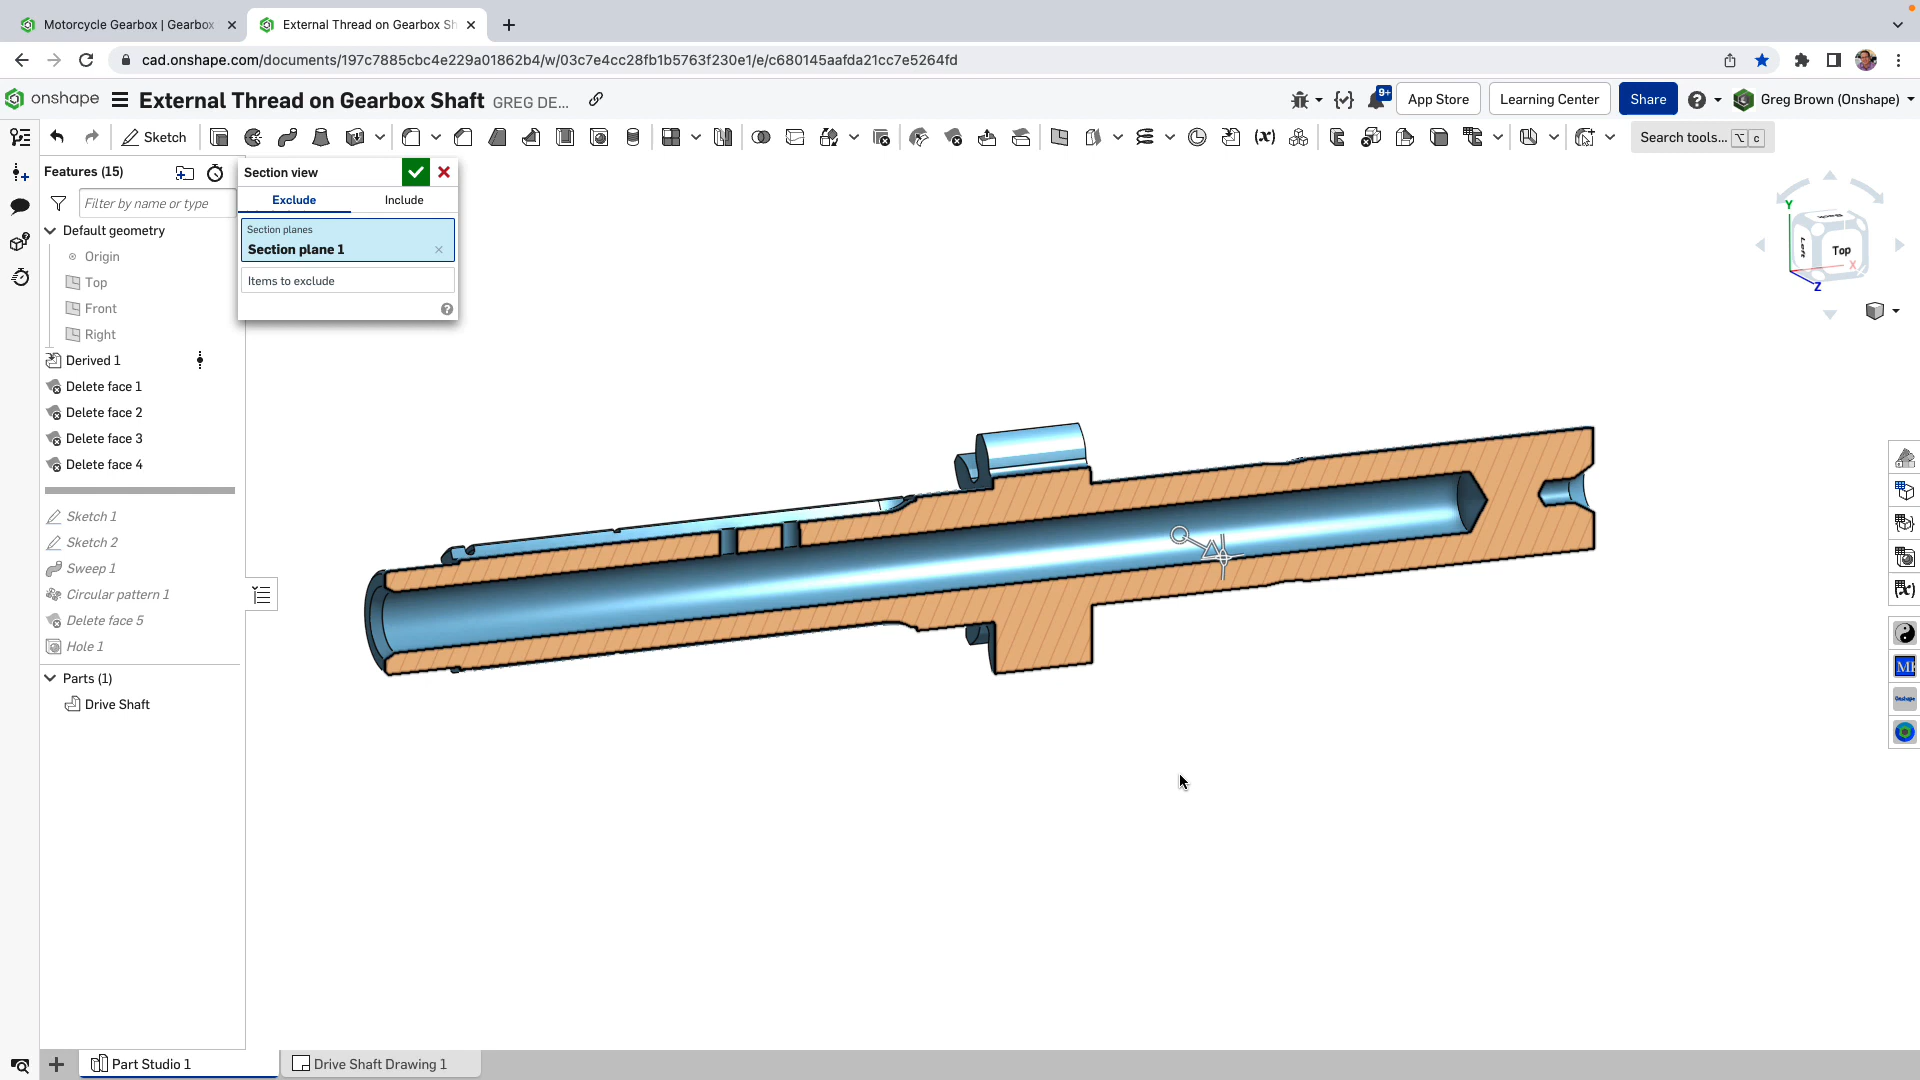 Motorcycle Gearbox | Gearbox
External Thread on Gearbox Sh
cad.onshape.com/documents/197c7885cbc4e229a01862b4/w/03c7e4cc28fb1b5763f230e1/e/c680145aafda21cc7e5264fd
onshape
External Thread on Gearbox Shaft GREG DE...
9+
App Store
Learning Center
Share
Greg Brown (Onshape)
Sketch
(x)
Search tools... ⌥ c
Features (15)
Filter by name or type
Default geometry
Origin
Top
Front
Right
Derived 1
Delete face 1
Delete face 2
Delete face 3
Delete face 4
Sketch 1
Sketch 2
Sweep 1
Circular pattern 1
Delete face 5
Hole 1
Parts (1)
Drive Shaft
Section view
Exclude
Include
Section planes
Section plane 1
Items to exclude
Y
Back
Left
Top
X
Z
(x)
Onshape
Part Studio 1
Drive Shaft Drawing 1